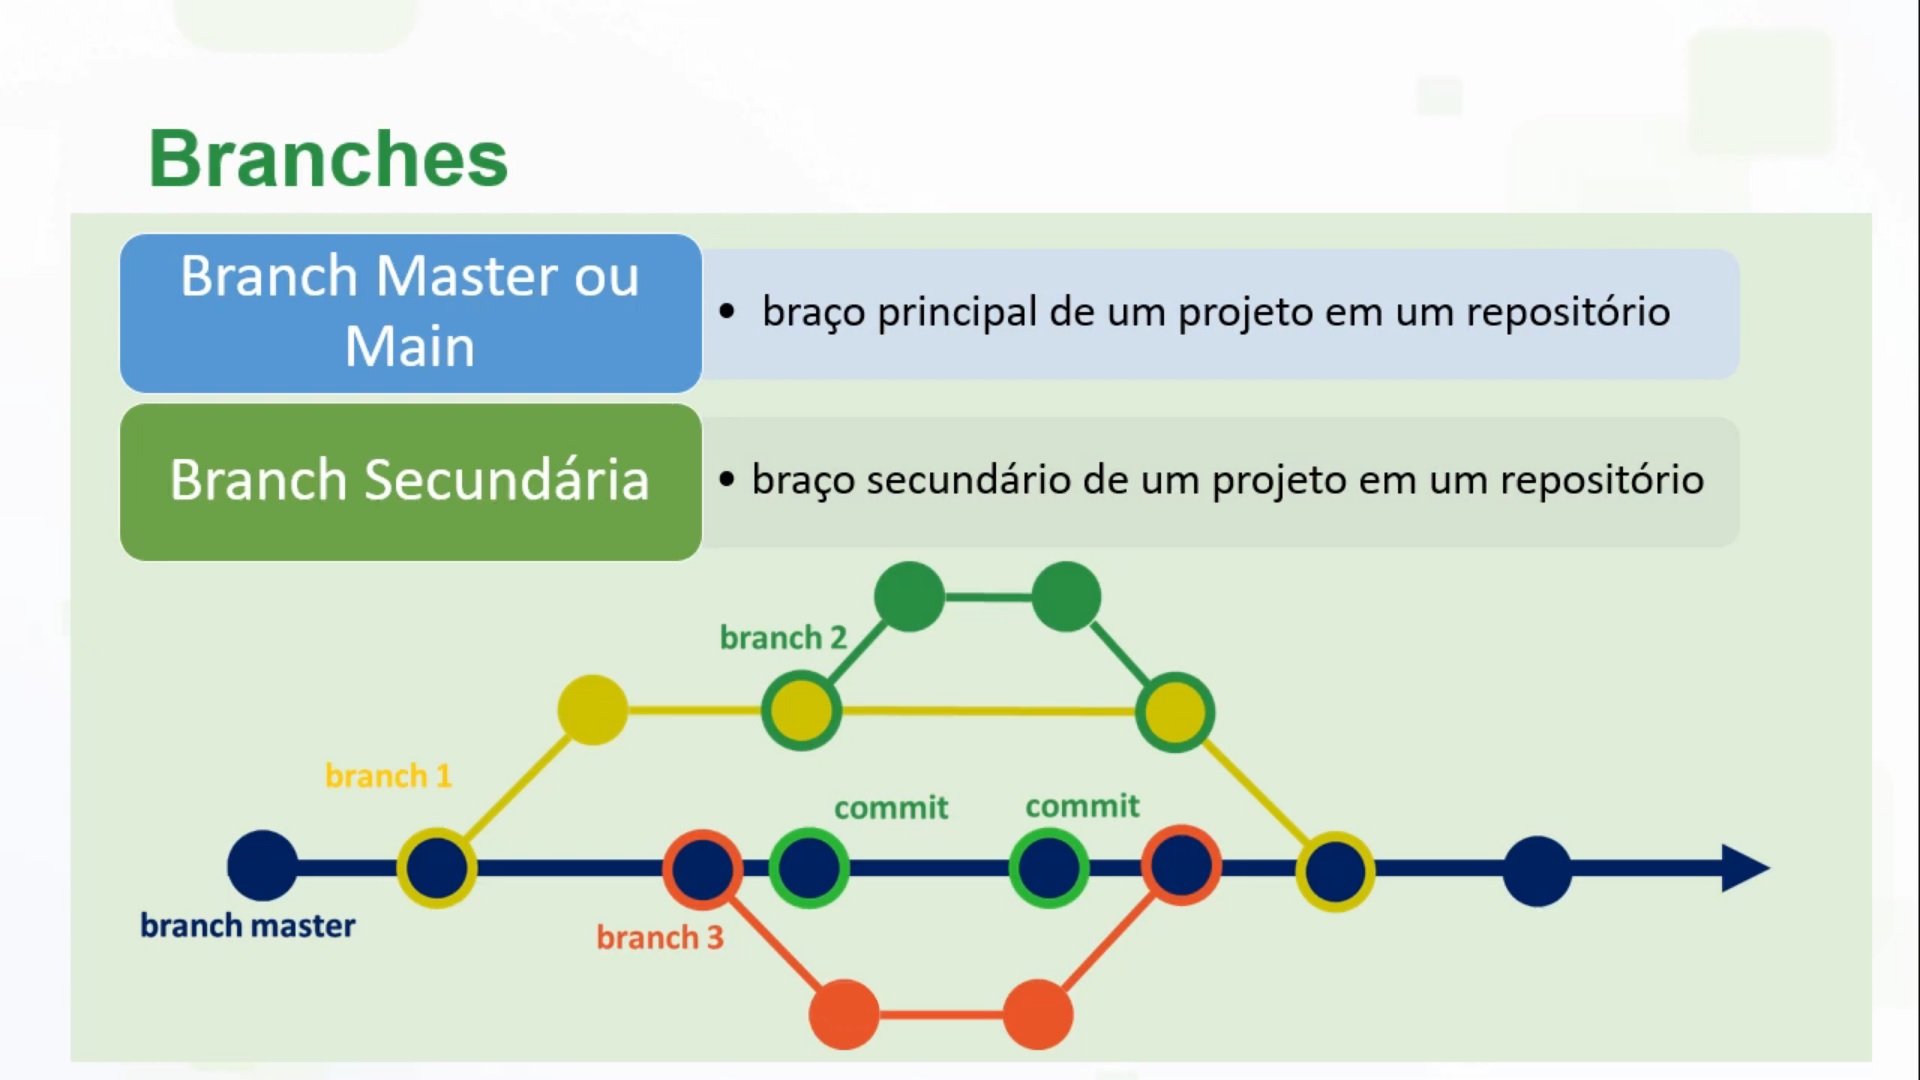 Branches
Branch Master ou
Main
• braço principal de um projeto em um repositório
Branch Secundária
• braço secundário de um projeto em um repositório
branch 2
branch 1
commit
commit
branch master
branch 3